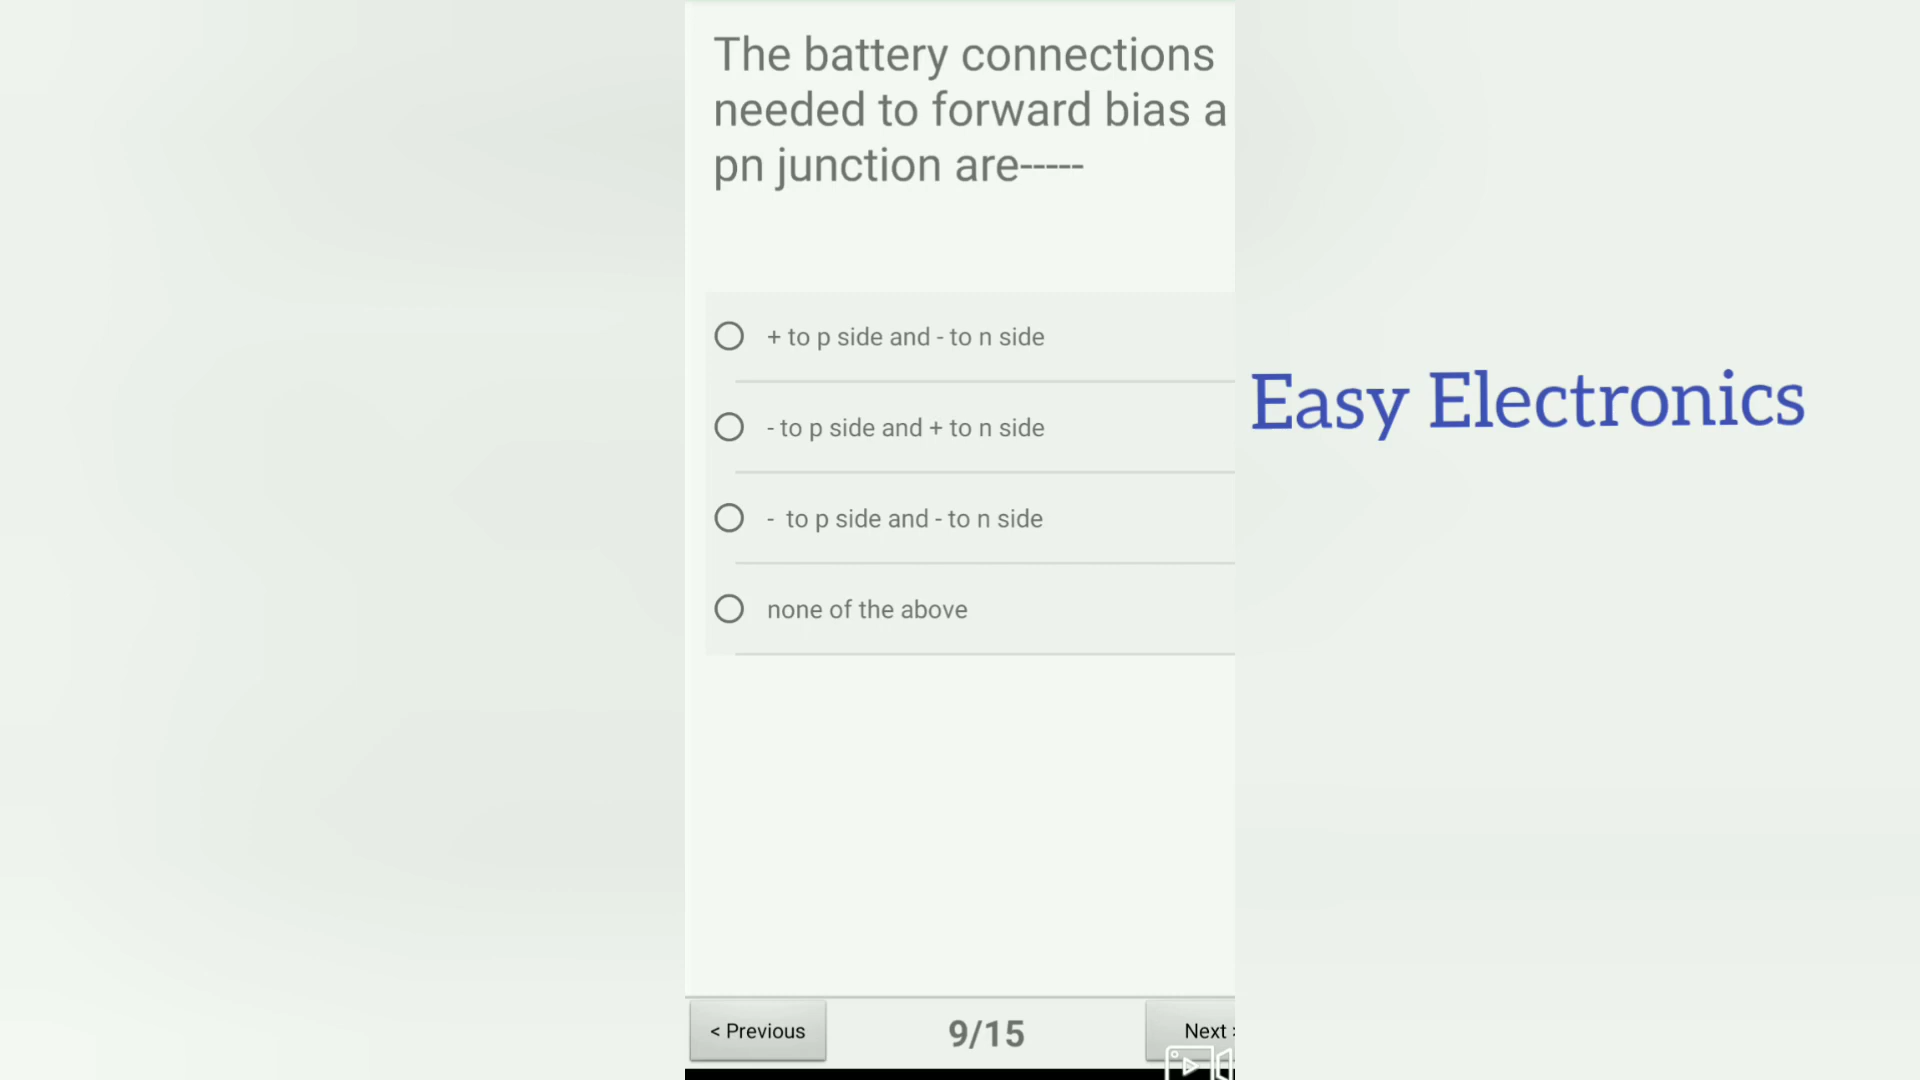 The battery connections
needed to forward bias a
pn junction are-----
+ to p side and - to n side
- to p side and + to n side
-  to p side and - to n side
none of the above
Easy Electronics
< Previous
9/15
Next